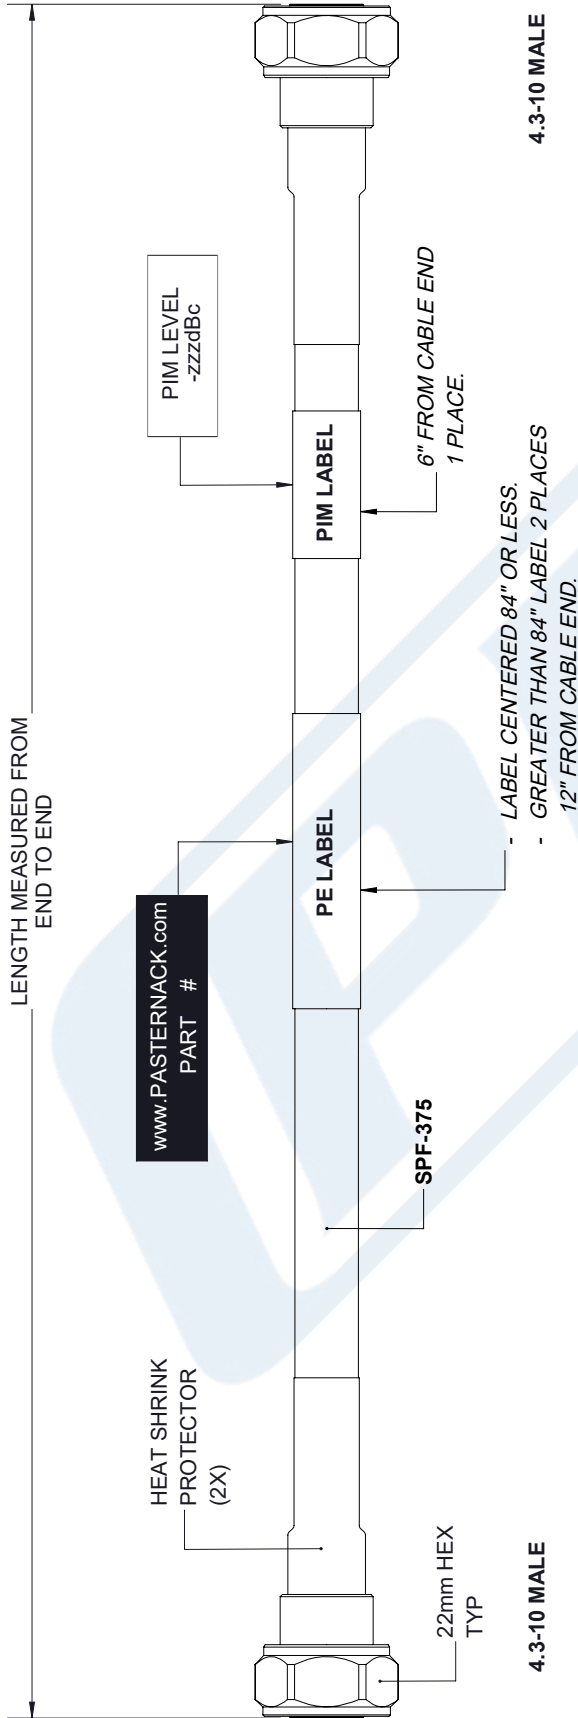 LENGTH MEASURED FROM
END TO END
HEAT SHRINK
PROTECTOR
(2X)
www.PASTERNACK.com
PART #
PIM LEVEL
-zzzdBc
PE LABEL
PIM LABEL
22mm HEX
TYP
SPF-375
6" FROM CABLE END
1 PLACE.
- LABEL CENTERED 84" OR LESS.
- GREATER THAN 84" LABEL 2 PLACES
12" FROM CABLE END.
4.3-10 MALE
4.3-10 MALE